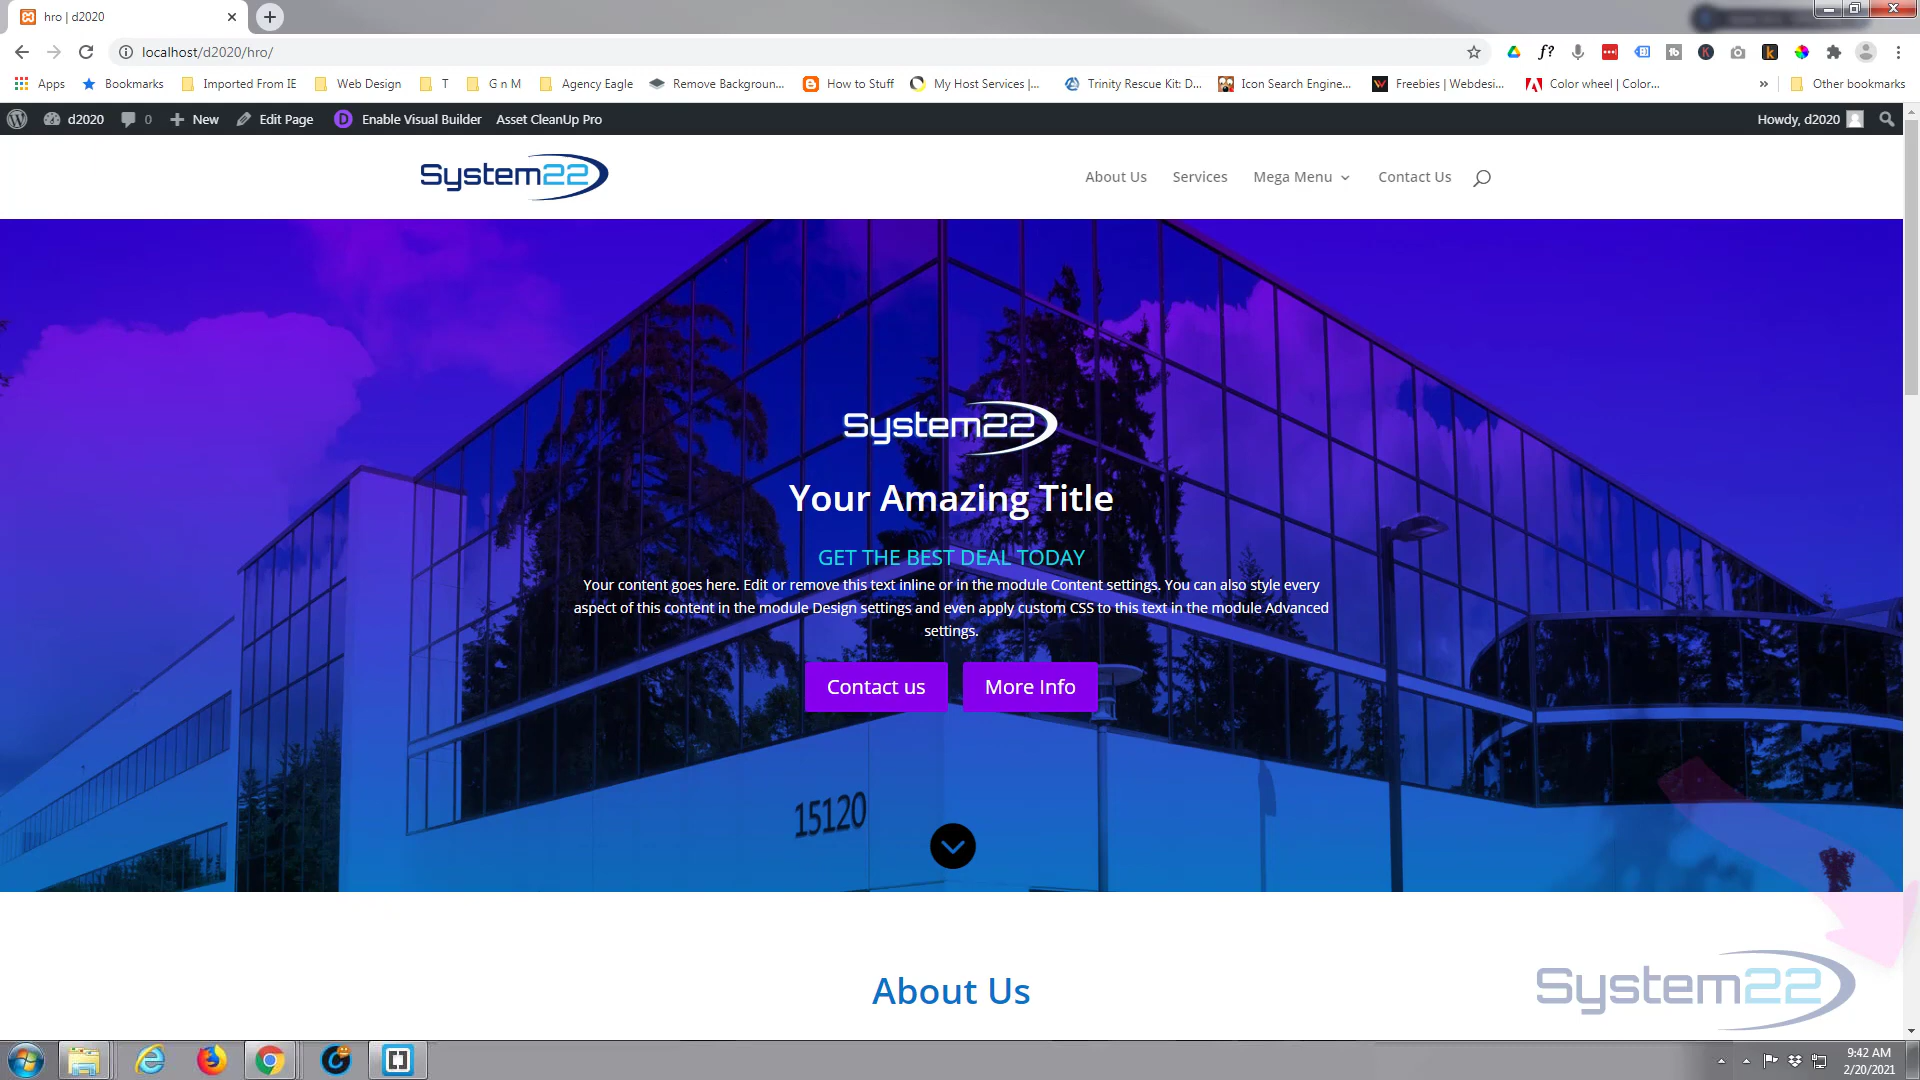 hro | d2020
localhost/d2020/hro/
Apps Bookmarks Imported From IE Web Design T G n M Agency Eagle Remove Backgroun... How to Stuff My Host Services |... Trinity Rescue Kit: D... Icon Search Engine... Freebies | Webdesi... Color wheel | Color... » Other bookmarks
d2020 0 New Edit Page Enable Visual Builder Asset CleanUp Pro Howdy, d2020
System22 About Us Services Mega Menu Contact Us
System22
Your Amazing Title
GET THE BEST DEAL TODAY
Your content goes here. Edit or remove this text inline or in the module Content settings. You can also style every
aspect of this content in the module Design settings and even apply custom CSS to this text in the module Advanced
settings.
Contact us More Info
15120
About Us
System22
9:42 AM
2/20/2021